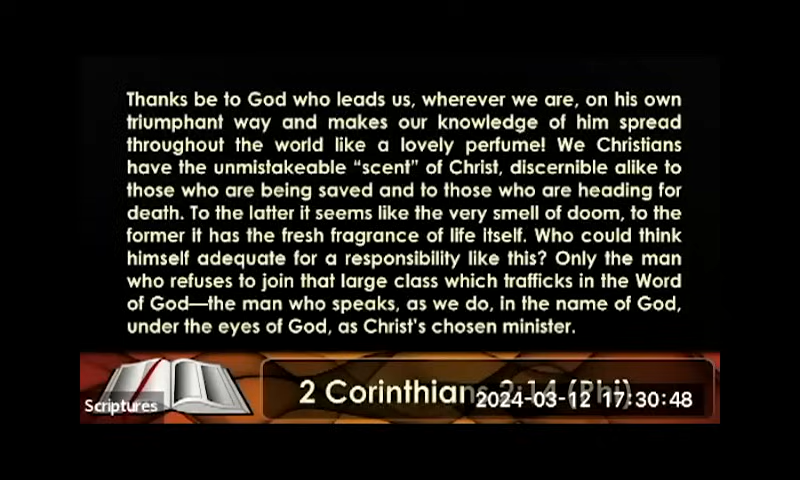 Thanks be to God who leads us, wherever we are, on his own
triumphant way and makes our knowledge of him spread
throughout the world like a lovely perfume! We Christians
have the unmistakeable “scent” of Christ, discernible alike to
those who are being saved and to those who are heading for
death. To the latter it seems like the very smell of doom, to the
former it has the fresh fragrance of life itself. Who could think
himself adequate for a responsibility like this? Only the man
who refuses to join that large class which trafficks in the Word
of God—the man who speaks, as we do, in the name of God,
under the eyes of God, as Christ's chosen minister.
2 Corinthians 2:14 (Phi)
Scriptures
2024-03-12 17:30:48